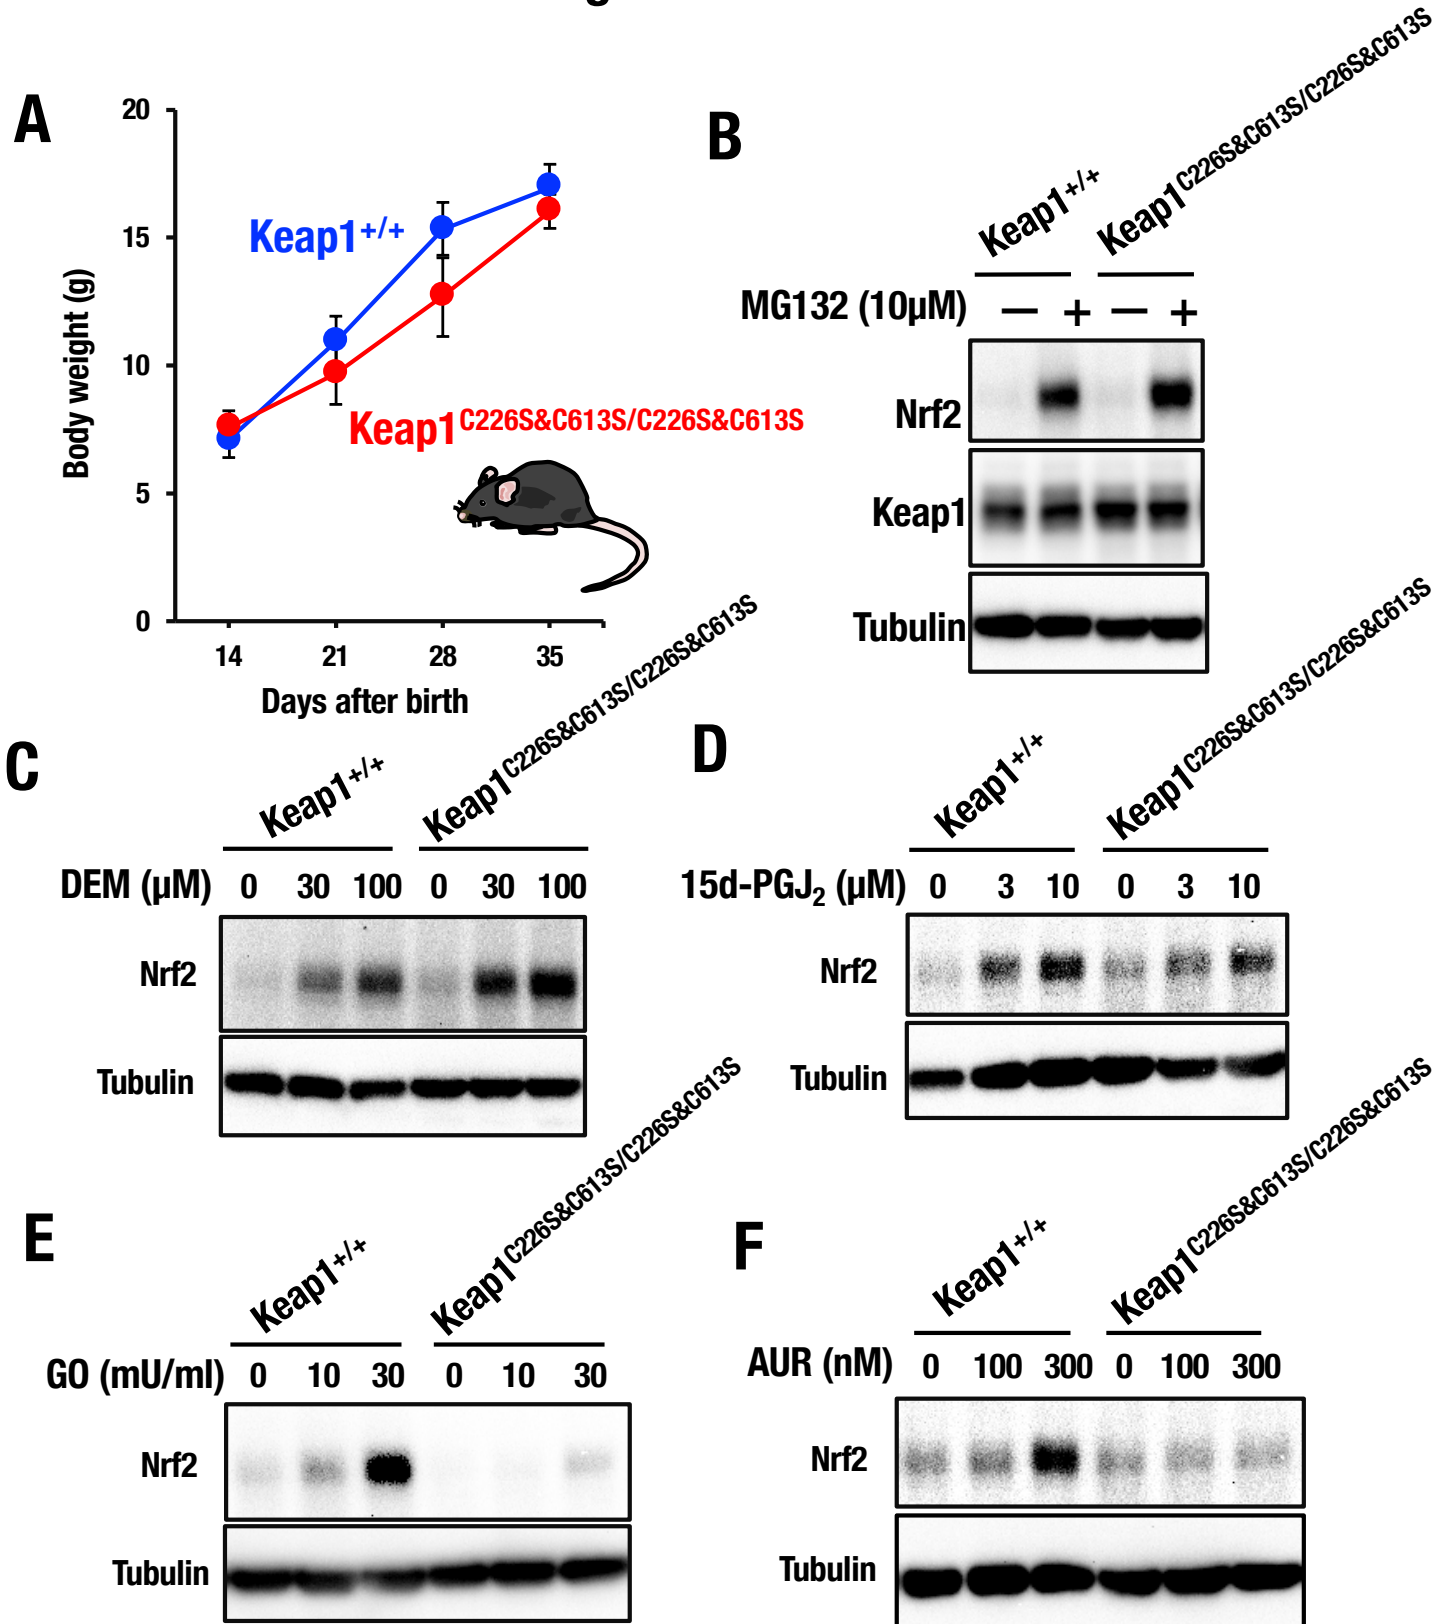 A
20
15
10
5
0
Body weight (g)
Keap1+/+
Keap1C226S&C613S/C226S&C613S
14 21 28 35
Days after birth
B
Keap1+/+ Keap1C226S&C613S/C226S&C613S
MG132 (10μM) — + — +
Nrf2
Keap1
Tubulin
C
Keap1+/+ Keap1C226S&C613S/C226S&C613S
DEM (μM) 0 30 100 0 30 100
Nrf2
Tubulin
D
Keap1+/+ Keap1C226S&C613S/C226S&C613S
15d-PGJ2 (μM) 0 3 10 0 3 10
Nrf2
Tubulin
E
Keap1+/+ Keap1C226S&C613S/C226S&C613S
GO (mU/ml) 0 10 30 0 10 30
Nrf2
Tubulin
F
Keap1+/+ Keap1C226S&C613S/C226S&C613S
AUR (nM) 0 100 300 0 100 300
Nrf2
Tubulin